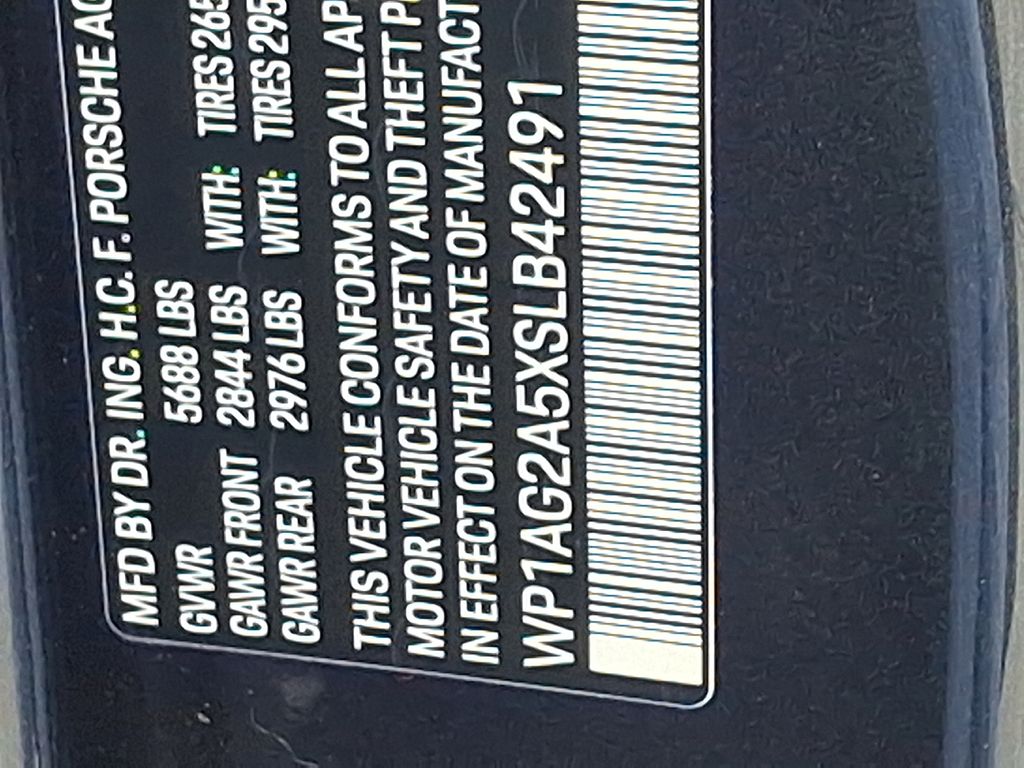 MFD BY DR. ING. H.C. F. PORSCHE AG
GVWR 5688 LBS
GAWR FRONT 2844 LBS WITH: TIRES 265
GAWR REAR 2976 LBS WITH: TIRES 295
THIS VEHICLE CONFORMS TO ALL AP
MOTOR VEHICLE SAFETY AND THEFT P
IN EFFECT ON THE DATE OF MANUFACT
WP1AG2A5XSLB42491